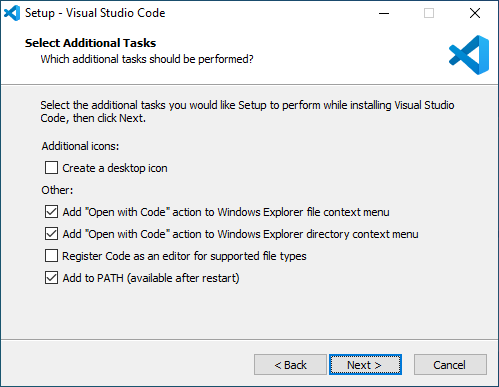 Setup - Visual Studio Code
Select Additional Tasks
Which additional tasks should be performed?
Select the additional tasks you would like Setup to perform while installing Visual Studio
Code, then click Next.
Additional icons:
Create a desktop icon
Other:
Add "Open with Code" action to Windows Explorer file context menu
Add "Open with Code" action to Windows Explorer directory context menu
Register Code as an editor for supported file types
Add to PATH (available after restart)
< Back
Next >
Cancel